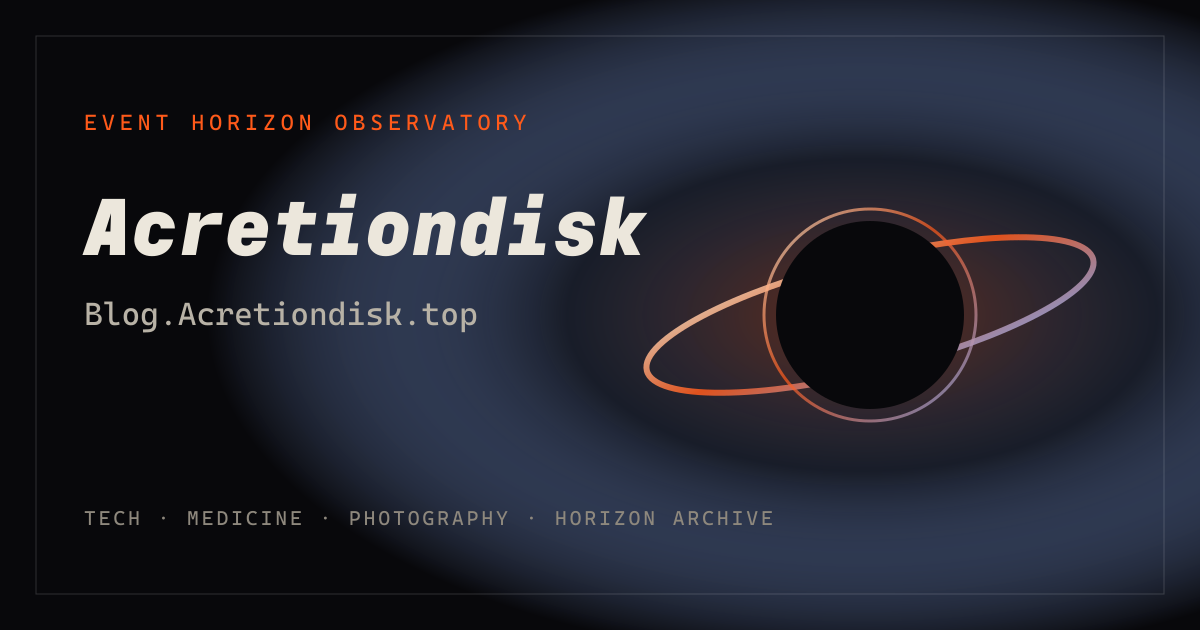 EVENT HORIZON OBSERVATORY
Acretiondisk
Blog.Acretiondisk.top
TECH · MEDICINE · PHOTOGRAPHY · HORIZON ARCHIVE